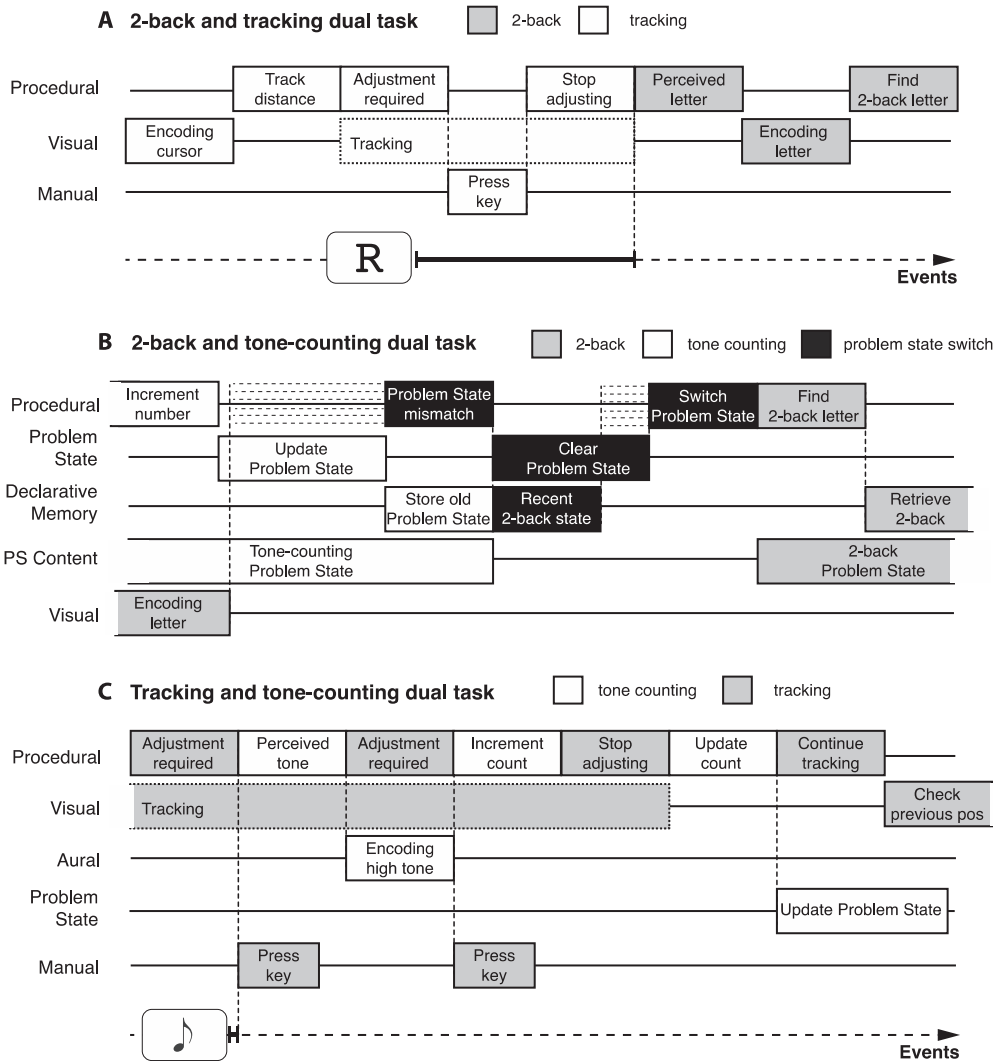 A 2-back and tracking dual task
2-back
tracking
Procedural
Track
distance
Adjustment
required
Stop
adjusting
Perceived
letter
Find
2-back letter
Visual
Encoding
cursor
Tracking
Encoding
letter
Manual
Press
key
R
Events
B 2-back and tone-counting dual task
2-back
tone counting
problem state switch
Procedural
Increment
number
Problem State
mismatch
Switch
Problem State
Find
2-back letter
Problem
State
Update
Problem State
Clear
Problem State
Declarative
Memory
Store old
Problem State
Recent
2-back state
Retrieve
2-back
PS Content
Tone-counting
Problem State
2-back
Problem State
Visual
Encoding
letter
C Tracking and tone-counting dual task
tone counting
tracking
Procedural
Adjustment
required
Perceived
tone
Adjustment
required
Increment
count
Stop
adjusting
Update
count
Continue
tracking
Visual
Tracking
Check
previous pos
Aural
Encoding
high tone
Problem
State
Update Problem State
Manual
Press
key
Press
key
Events